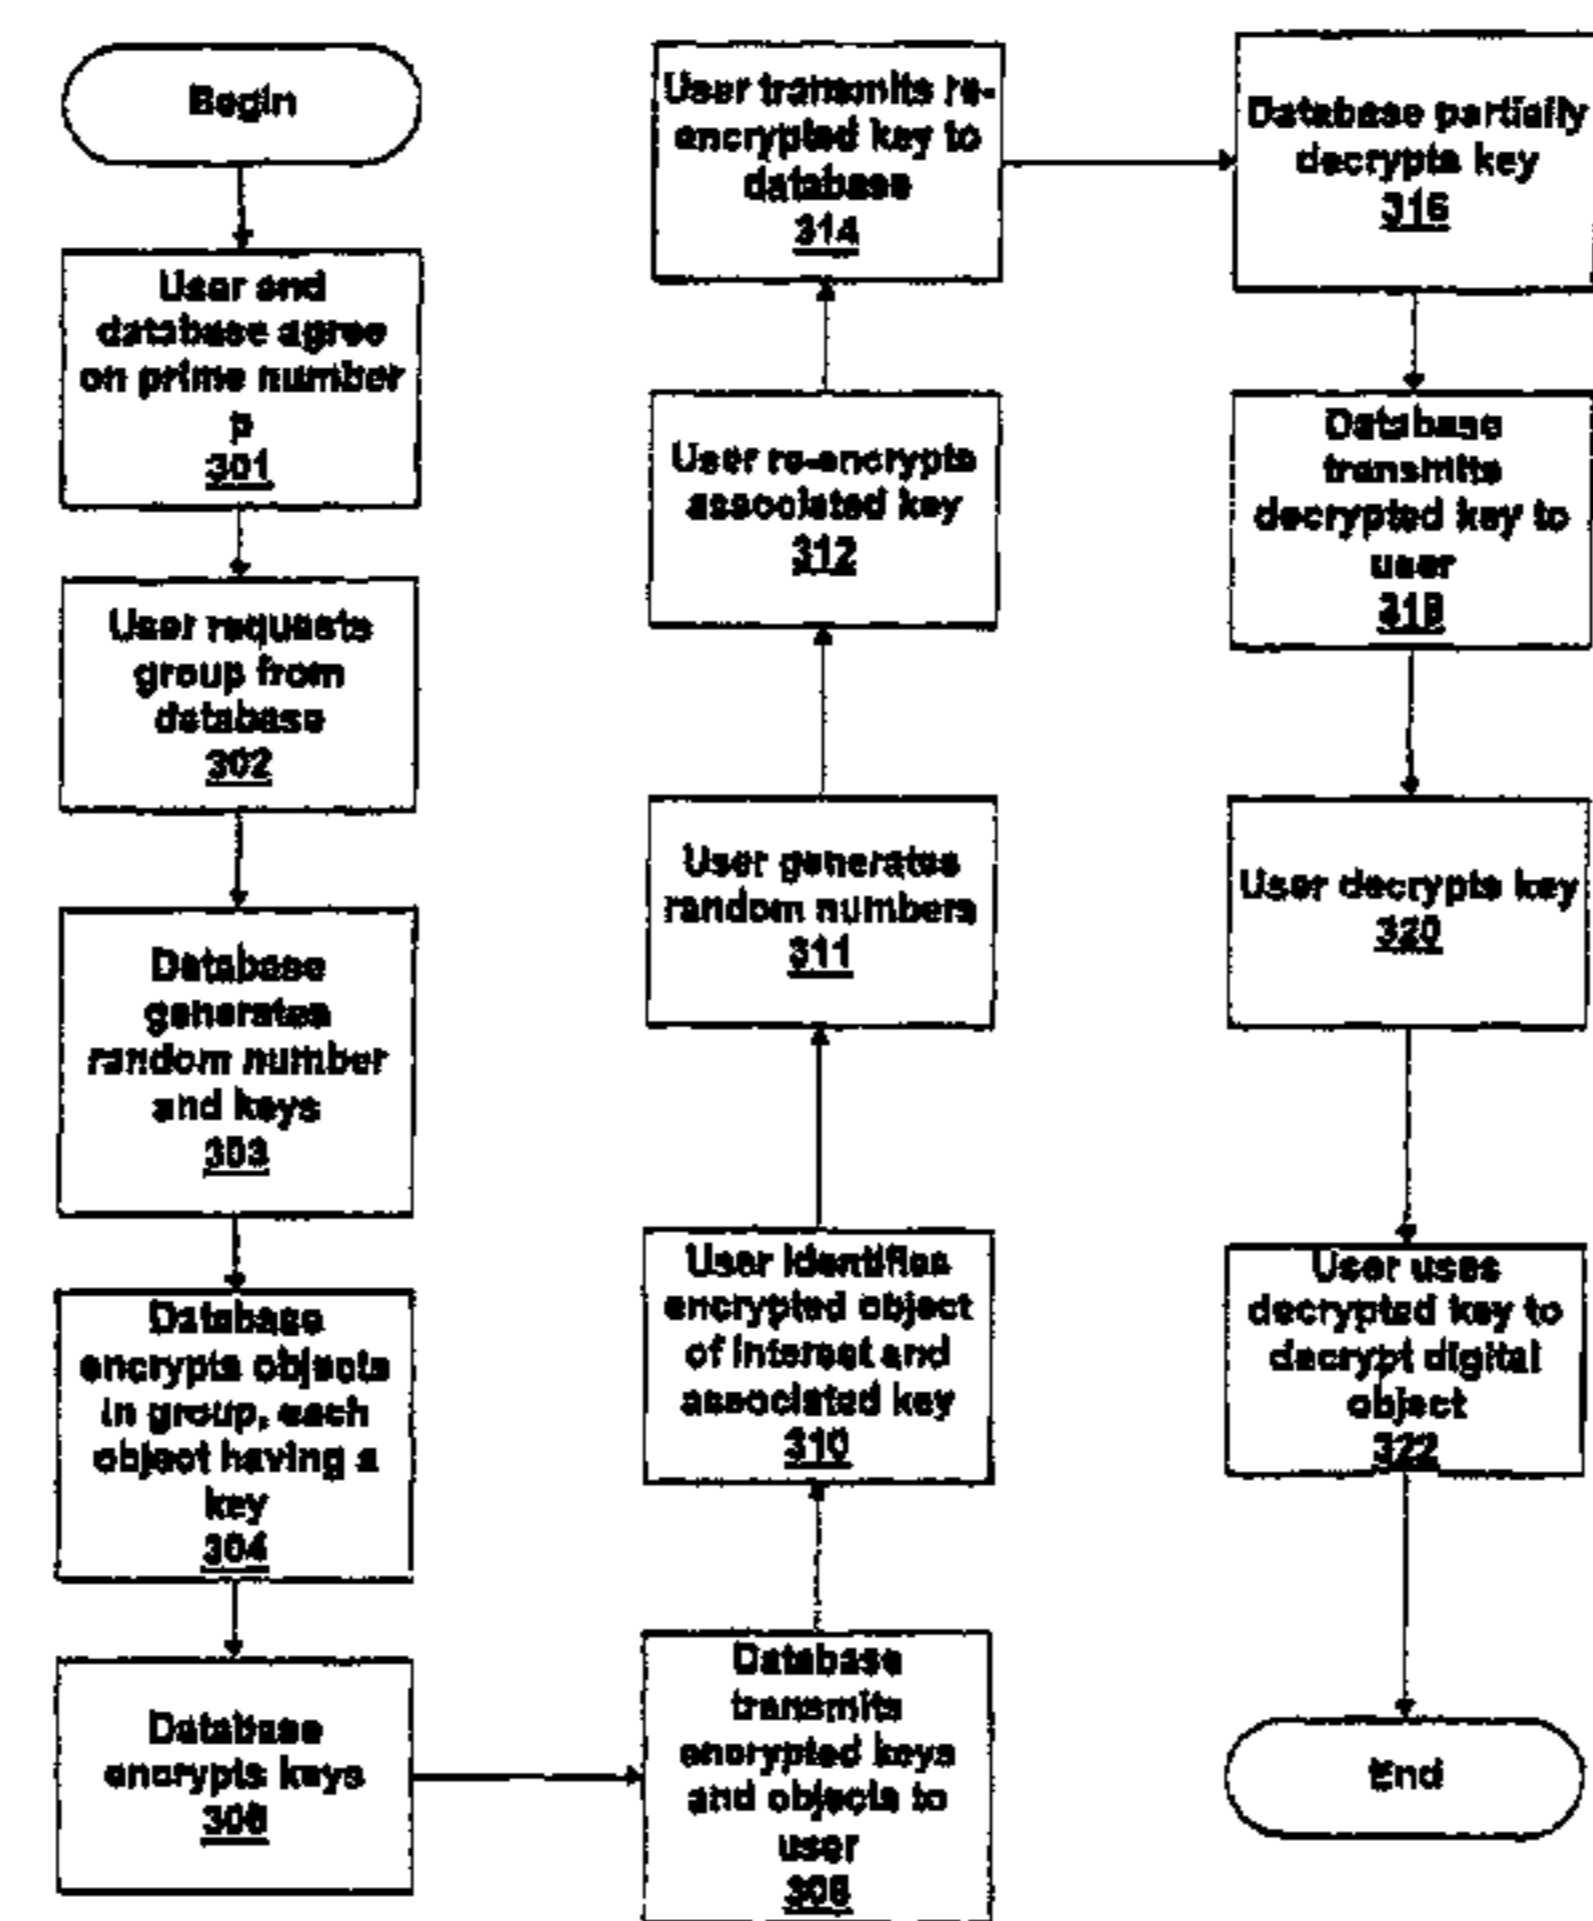 Begin
User and
database agree
on prime number
p
301
User requests
group from
database
302
Database
generates
random number
and keys
303
Database
encrypts objects
in group, each
object having a
key
304
Database
encrypts keys
306
Database
transmits
encrypted keys
and objects to
user
308
User identifies
encrypted object
of interest and
associated key
310
User generates
random numbers
311
User re-encrypts
associated key
312
User transmits re-
encrypted key to
database
314
Database partially
decrypts key
316
Database
transmits
decrypted key to
user
318
User decrypts key
320
User uses
decrypted key to
decrypt digital
object
322
End